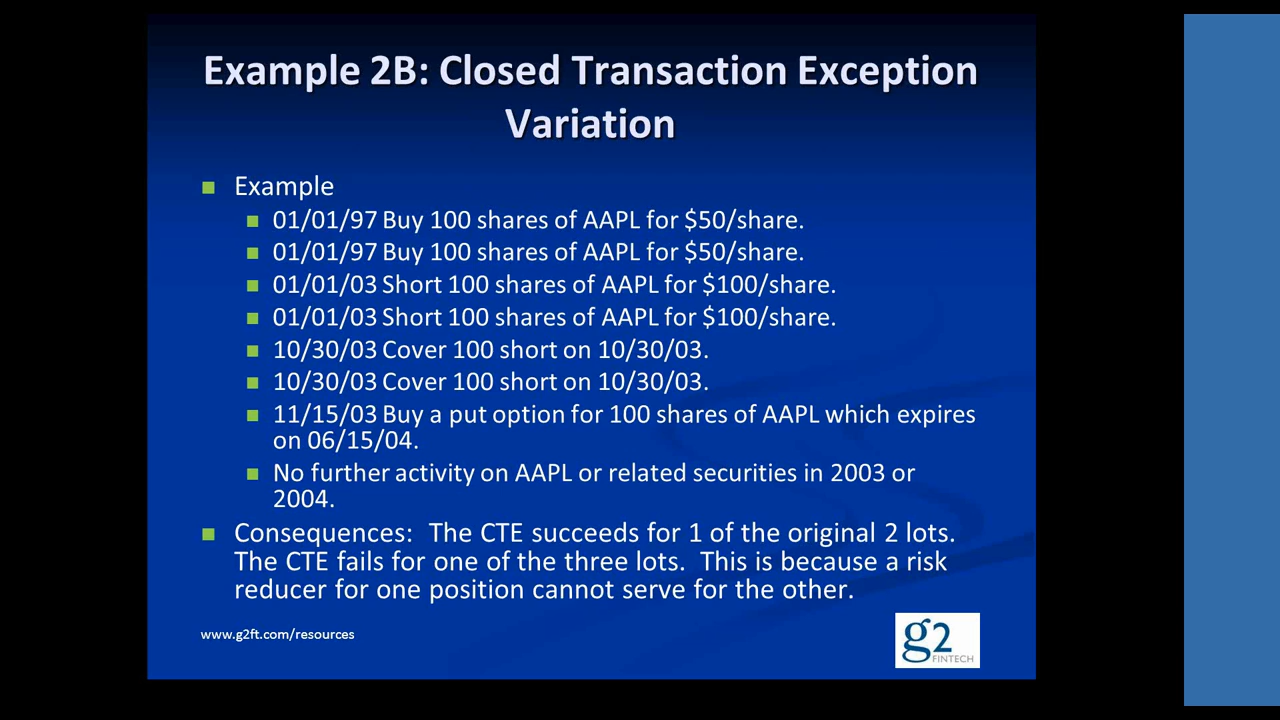 Example 2B: Closed Transaction Exception
Variation
Example
01/01/97 Buy 100 shares of AAPL for $50/share.
01/01/97 Buy 100 shares of AAPL for $50/share.
01/01/03 Short 100 shares of AAPL for $100/share.
01/01/03 Short 100 shares of AAPL for $100/share.
10/30/03 Cover 100 short on 10/30/03.
10/30/03 Cover 100 short on 10/30/03.
11/15/03 Buy a put option for 100 shares of AAPL which expires
on 06/15/04.
No further activity on AAPL or related securities in 2003 or
2004.
Consequences: The CTE succeeds for 1 of the original 2 lots.
The CTE fails for one of the three lots. This is because a risk
reducer for one position cannot serve for the other.
www.g2ft.com/resources
g2
FINTECH